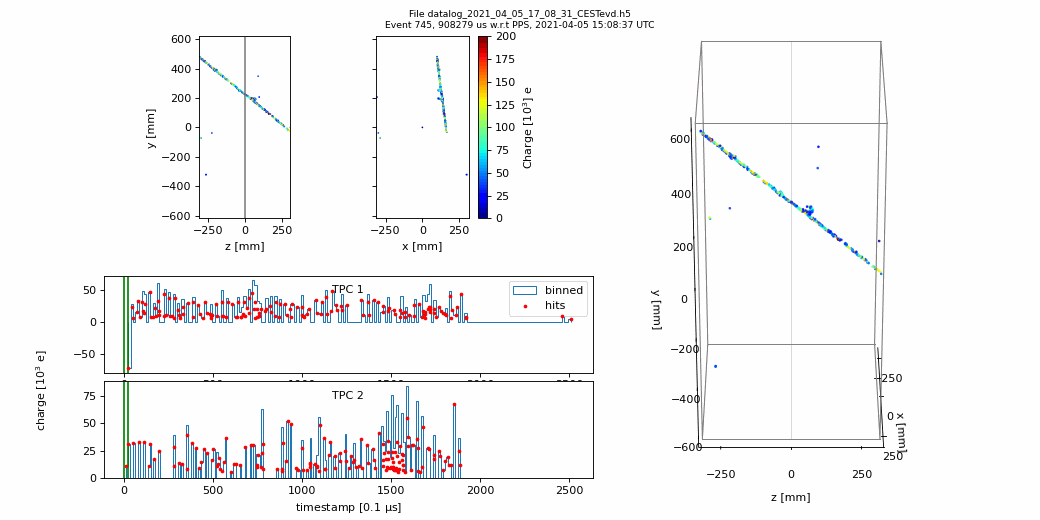 File datalog_2021_04_05_17_08_31_CESTevd.h5
Event 745, 908279 us w.r.t PPS, 2021-04-05 15:08:37 UTC
600
400
200
0
−200
−400
−600
y [mm]
−250 0 250
z [mm]
−250 0 250
x [mm]
200
175
150
125
100
75
50
25
0
Charge [10³] e
TPC 1
binned
hits
50
0
−50
TPC 2
75
50
25
0
charge [10³ e]
0 500 1000 1500 2000 2500
timestamp [0.1 µs]
600
400
200
0
−200
−400
−600
y [mm]
−250 0 250
z [mm]
−250
0
250
x [mm]